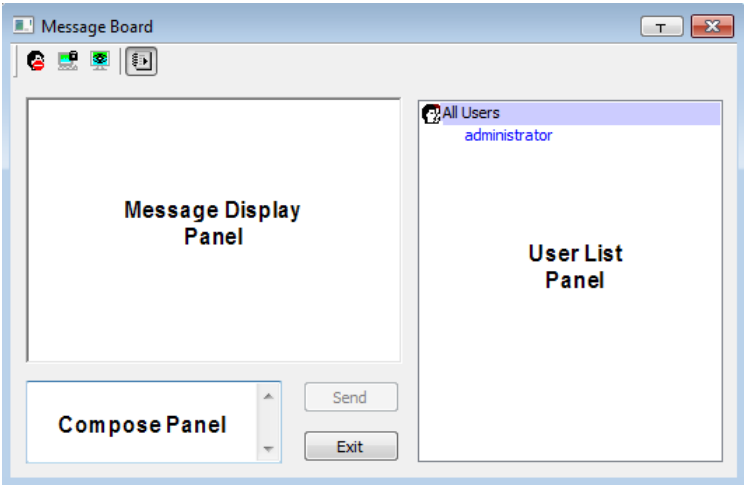 Message Board
T
All Users
administrator
Message Display
Panel
User List
Panel
Compose Panel
Send
Exit